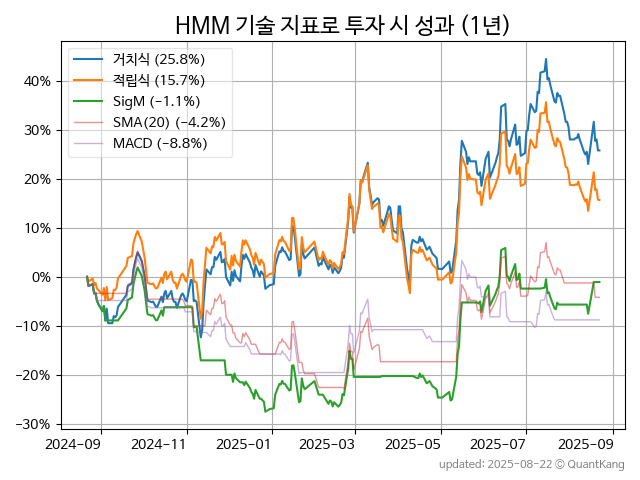 HMM 기술 지표로 투자 시 성과 (1년)
거치식 (25.8%)
적립식 (15.7%)
SigM (−1.1%)
SMA(20) (−4.2%)
MACD (−8.8%)
40%
30%
20%
10%
0%
−10%
−20%
−30%
2024-09
2024-11
2025-01
2025-03
2025-05
2025-07
2025-09
updated: 2025-08-22 © QuantKang